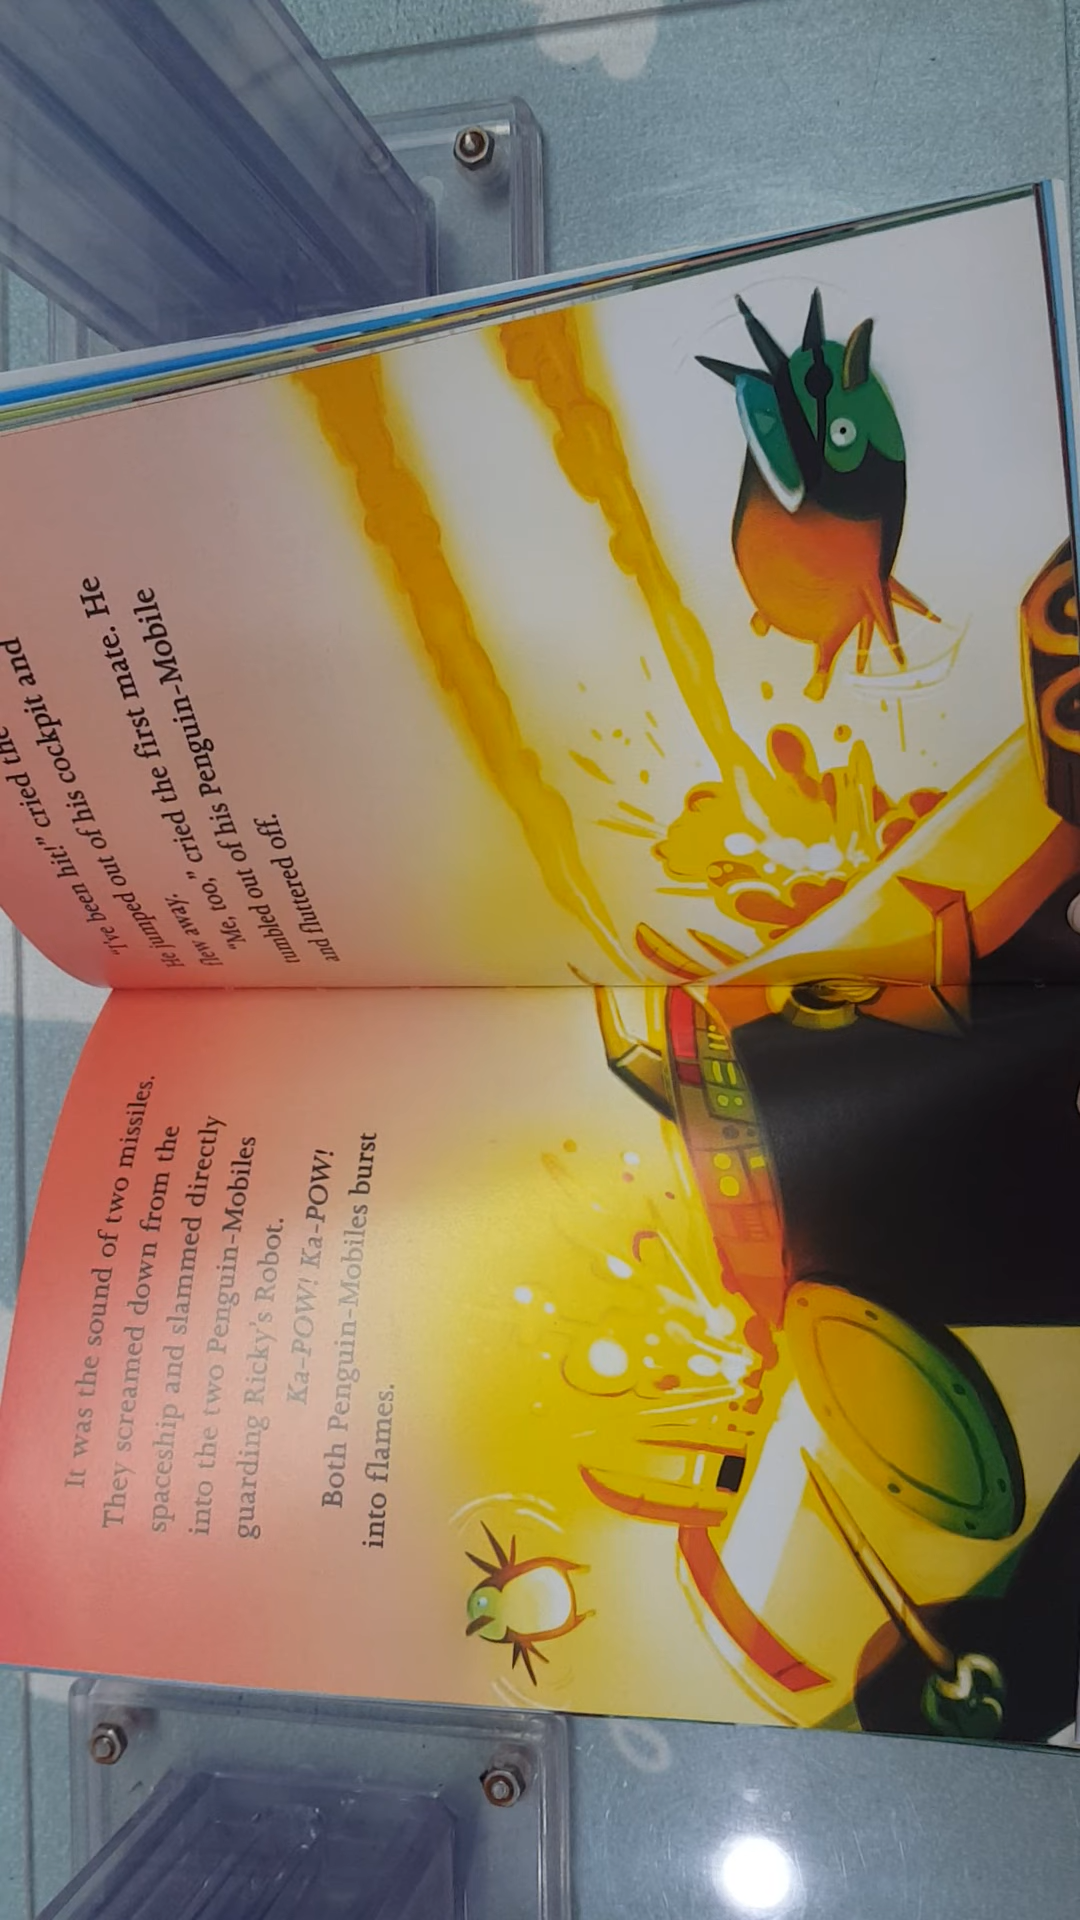 It was the sound of two missiles.
They screamed down from the
spaceship and slammed directly
into the two Penguin-Mobiles
guarding Ricky's Robot.
Ka-POW! Ka-POW!
Both Penguin-Mobiles burst
into flames.
"I've been hit!" cried the
He jumped out of his cockpit and
flew away.
"Me, too," cried the first mate. He
tumbled out of his Penguin-Mobile
and fluttered off.